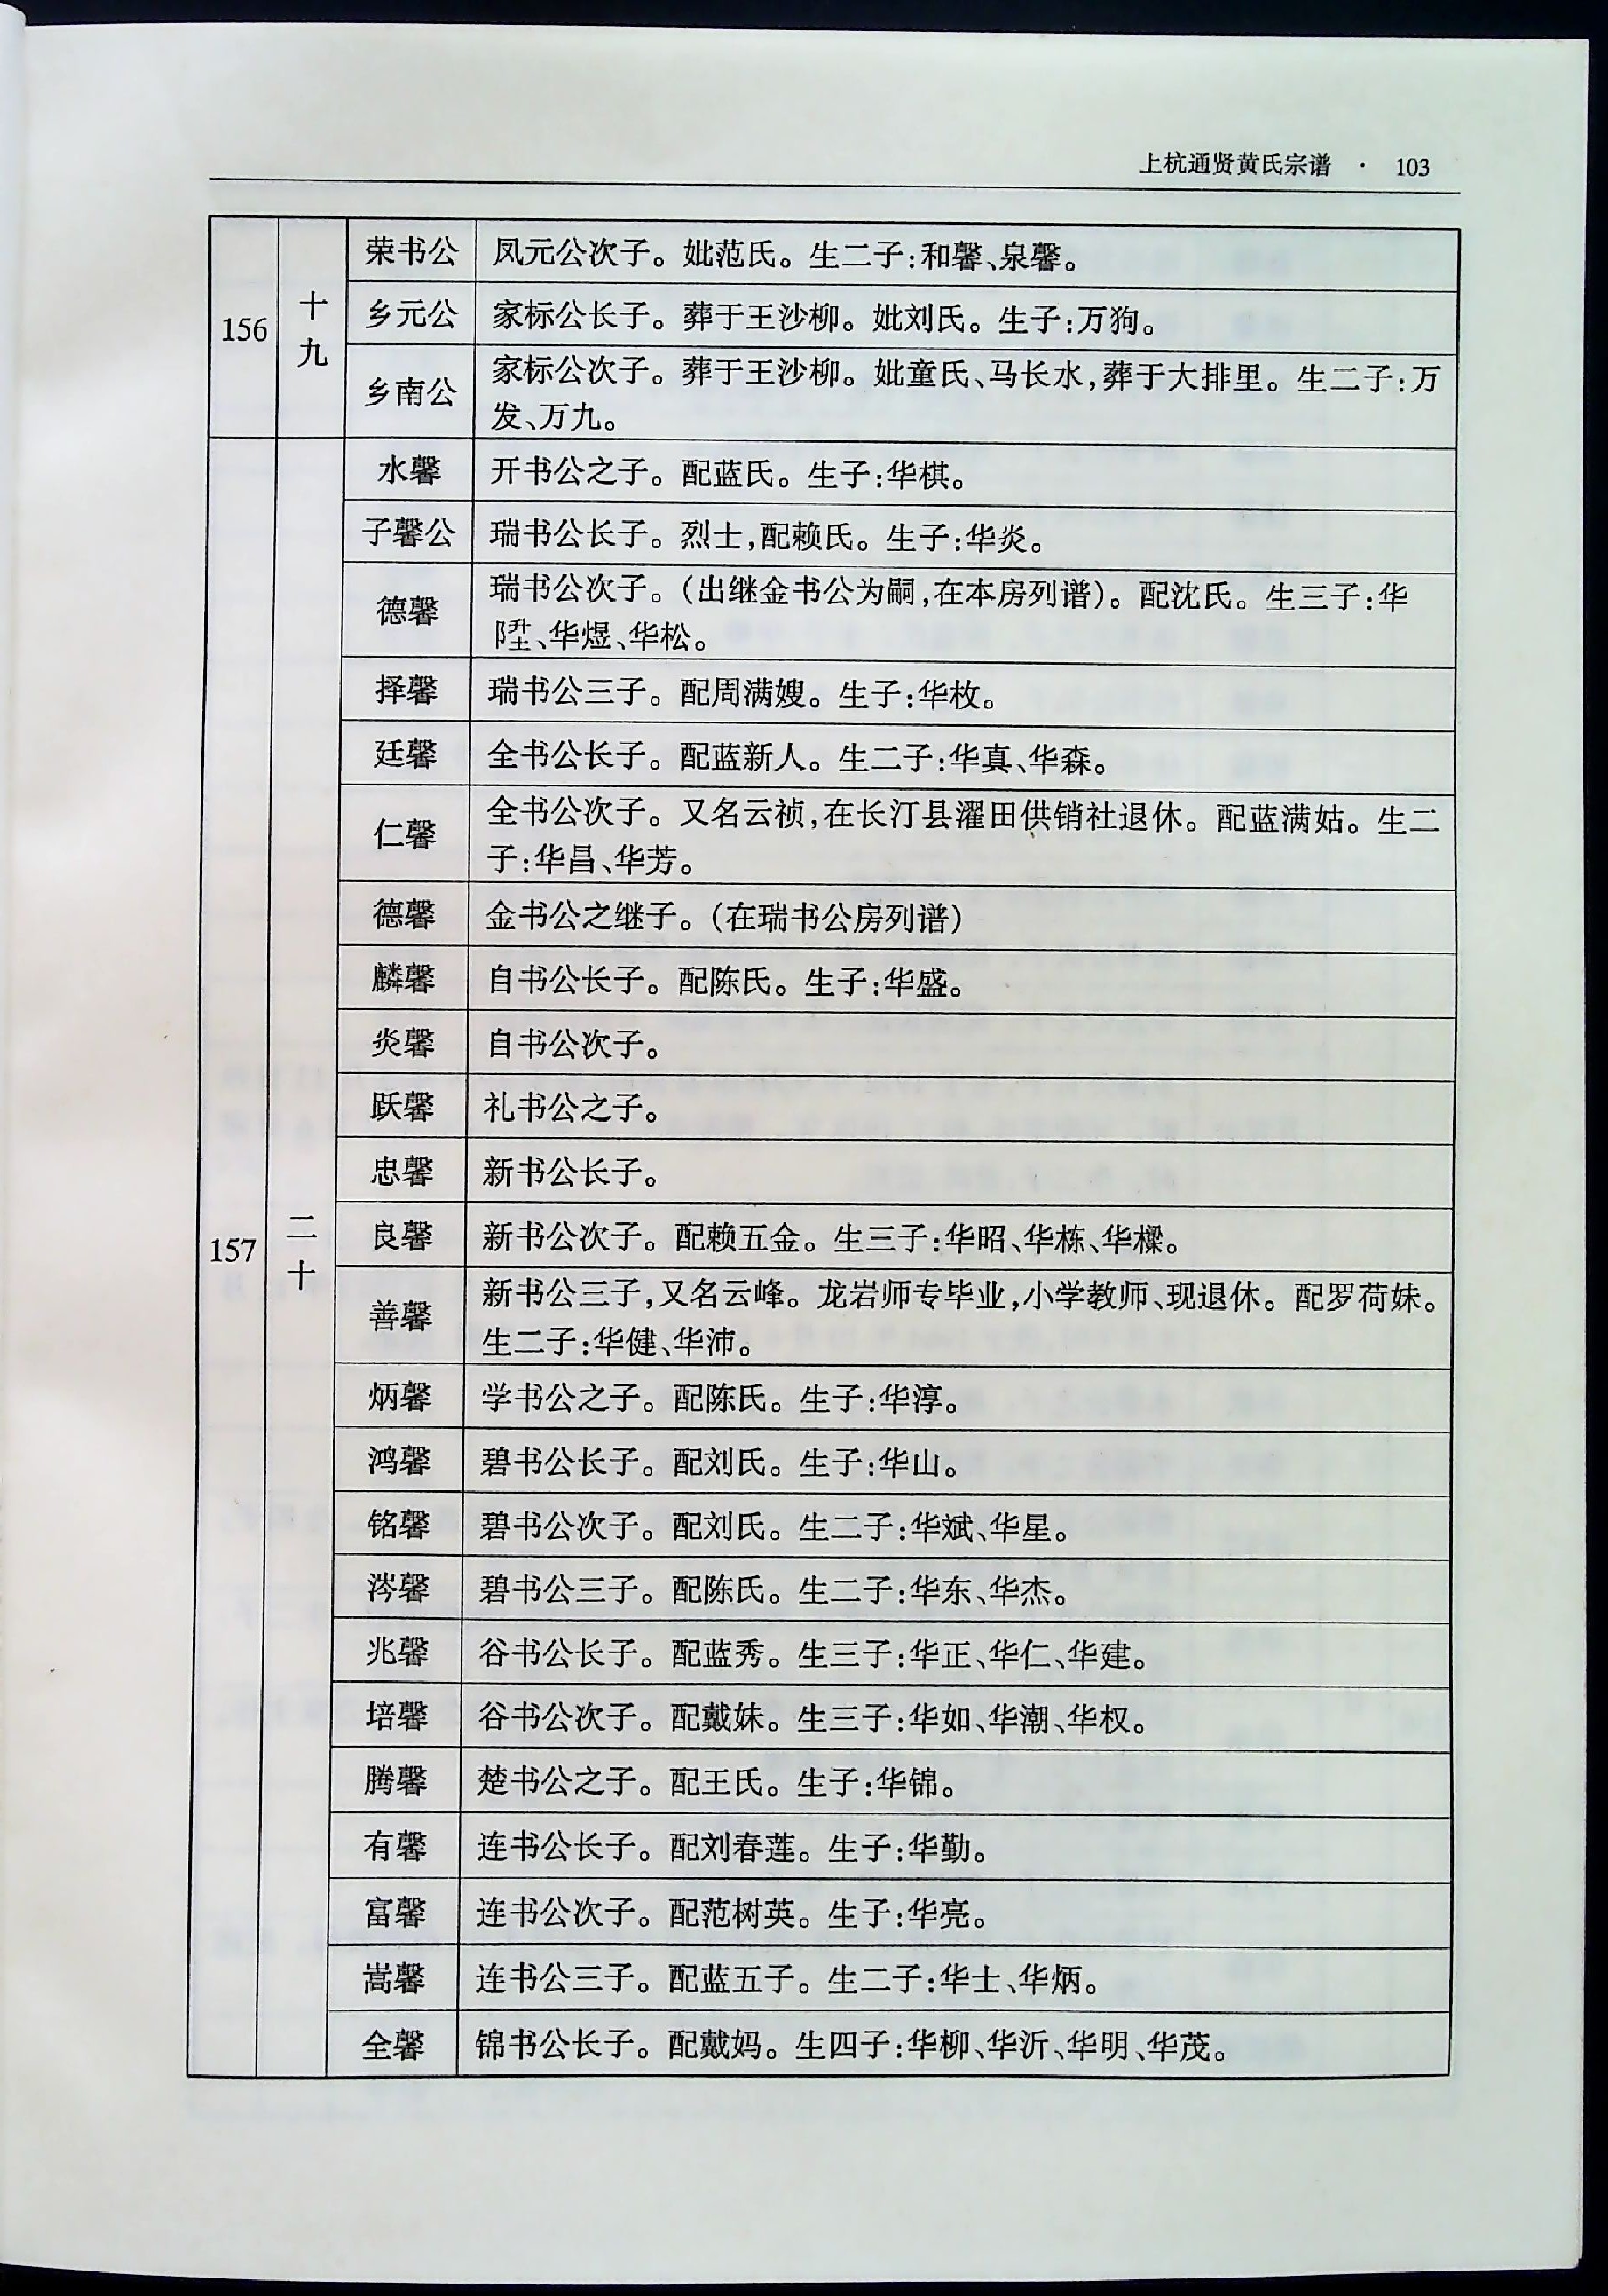 上杭通贤黄氏宗谱 · 103
156
十九
荣书公 凤元公次子。妣范氏。生二子:和馨、泉馨。
乡元公 家标公长子。葬于王沙柳。妣刘氏。生子:万狗。
乡南公 家标公次子。葬于王沙柳。妣童氏、马长水,葬于大排里。生二子:万
发、万九。
157
二十
水馨 开书公之子。配蓝氏。生子:华棋。
子馨公 瑞书公长子。烈士,配赖氏。生子:华炎。
德馨 瑞书公次子。(出继金书公为嗣,在本房列谱)。配沈氏。生三子:华
陞、华煜、华松。
择馨 瑞书公三子。配周满嫂。生子:华枚。
廷馨 全书公长子。配蓝新人。生二子:华真、华森。
仁馨 全书公次子。又名云祯,在长汀县濯田供销社退休。配蓝满姑。生二
子:华昌、华芳。
德馨 金书公之继子。(在瑞书公房列谱)
麟馨 自书公长子。配陈氏。生子:华盛。
炎馨 自书公次子。
跃馨 礼书公之子。
忠馨 新书公长子。
良馨 新书公次子。配赖五金。生三子:华昭、华栋、华樑。
善馨 新书公三子,又名云峰。龙岩师专毕业,小学教师、现退休。配罗荷妹。
生二子:华健、华沛。
炳馨 学书公之子。配陈氏。生子:华淳。
鸿馨 碧书公长子。配刘氏。生子:华山。
铭馨 碧书公次子。配刘氏。生二子:华斌、华星。
涔馨 碧书公三子。配陈氏。生二子:华东、华杰。
兆馨 谷书公长子。配蓝秀。生三子:华正、华仁、华建。
培馨 谷书公次子。配戴妹。生三子:华如、华潮、华权。
腾馨 楚书公之子。配王氏。生子:华锦。
有馨 连书公长子。配刘春莲。生子:华勤。
富馨 连书公次子。配范树英。生子:华亮。
嵩馨 连书公三子。配蓝五子。生二子:华士、华炳。
全馨 锦书公长子。配戴妈。生四子:华柳、华沂、华明、华茂。